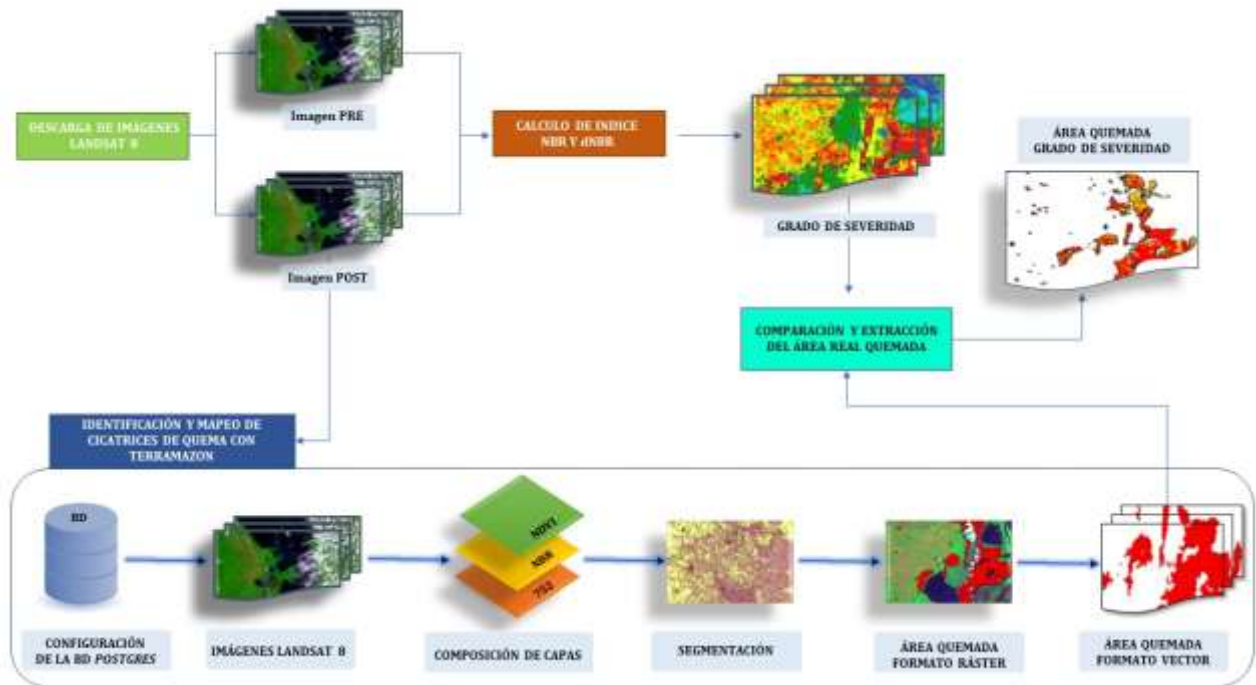 Imagen PRE
DESCARGA DE IMÁGENES
LANDSAT 8
CALCULO DE INDICE
NBR Y dNBR
ÁREA QUEMADA
GRADO DE SEVERIDAD
GRADO DE SEVERIDAD
Imagen POST
COMPARACIÓN Y EXTRACCIÓN
DEL ÁREA REAL QUEMADA
IDENTIFICACIÓN Y MAPEO DE
CICATRICES DE QUEMA CON
TERRAMAZON
BD
NDVI
NBR
752
CONFIGURACIÓN
DE LA BD POSTGRES
IMÁGENES LANDSAT 8
COMPOSICIÓN DE CAPAS
SEGMENTACIÓN
ÁREA QUEMADA
FORMATO RÁSTER
ÁREA QUEMADA
FORMATO VECTOR